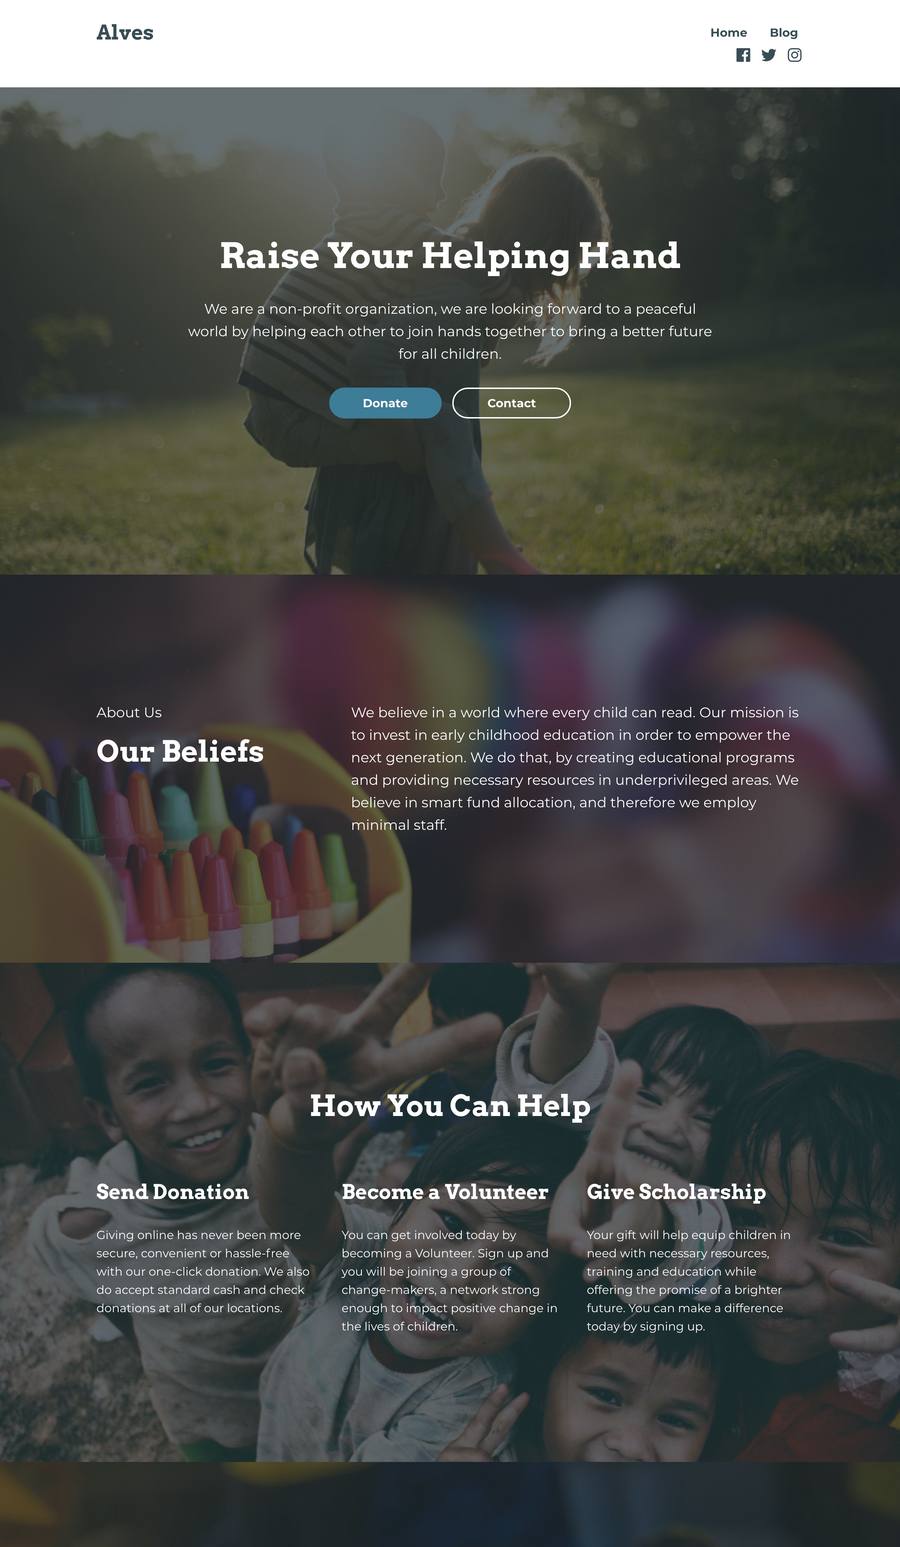 Alves
Home Blog
Raise Your Helping Hand
We are a non-profit organization, we are looking forward to a peaceful
world by helping each other to join hands together to bring a better future
for all children.
Donate Contact
About Us
Our Beliefs
We believe in a world where every child can read. Our mission is
to invest in early childhood education in order to empower the
next generation. We do that, by creating educational programs
and providing necessary resources in underprivileged areas. We
believe in smart fund allocation, and therefore we employ
minimal staff.
How You Can Help
Send Donation
Giving online has never been more
secure, convenient or hassle-free
with our one-click donation. We also
do accept standard cash and check
donations at all of our locations.
Become a Volunteer
You can get involved today by
becoming a Volunteer. Sign up and
you will be joining a group of
change-makers, a network strong
enough to impact positive change in
the lives of children.
Give Scholarship
Your gift will help equip children in
need with necessary resources,
training and education while
offering the promise of a brighter
future. You can make a difference
today by signing up.